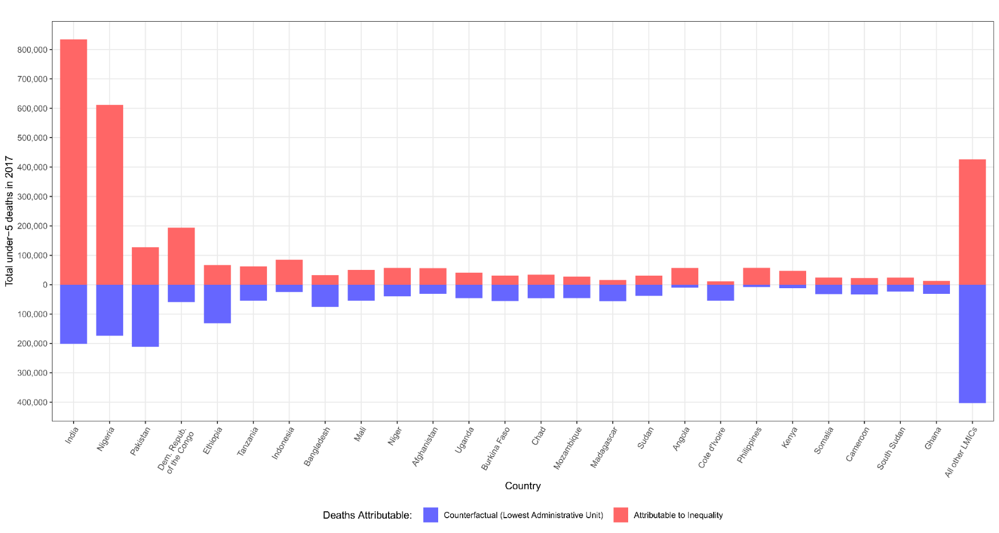 Total under−5 deaths in 2017
800,000
700,000
600,000
500,000
400,000
300,000
200,000
100,000
0
100,000
200,000
300,000
400,000
India
Nigeria
Pakistan
Dem. Repub.
of the Congo
Ethiopia
Tanzania
Indonesia
Bangladesh
Mali
Niger
Afghanistan
Uganda
Burkina Faso
Chad
Mozambique
Madagascar
Sudan
Angola
Cote d'Ivoire
Philippines
Kenya
Somalia
Cameroon
South Sudan
Ghana
All other LMICs
Country
Deaths Attributable: Counterfactual (Lowest Administrative Unit) Attributable to Inequality